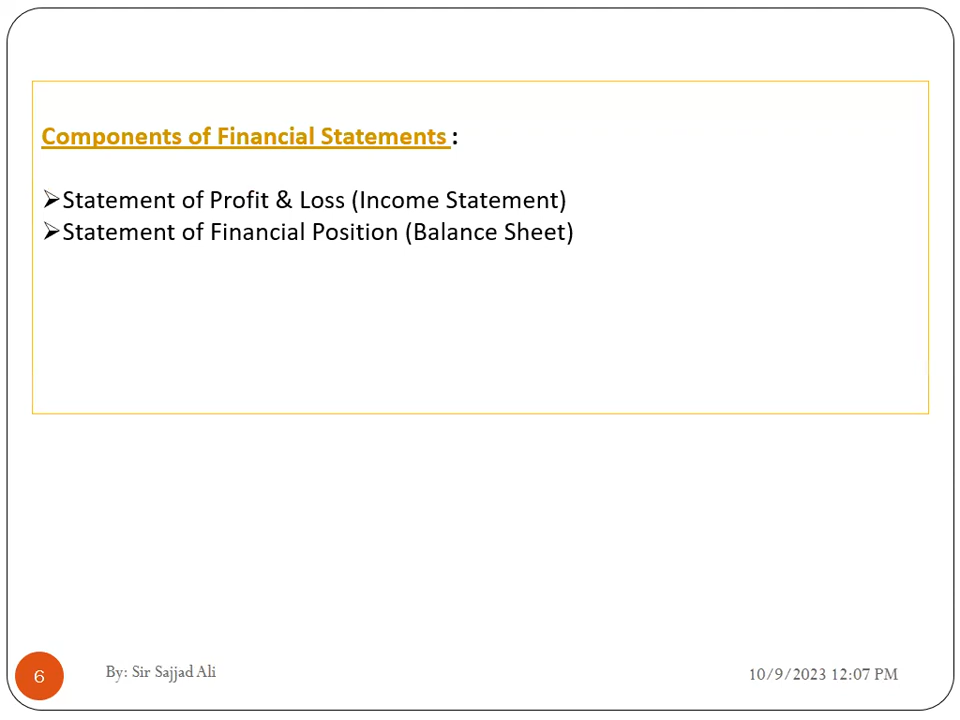 Components of Financial Statements :
➢Statement of Profit & Loss (Income Statement)
➢Statement of Financial Position (Balance Sheet)
6
By: Sir Sajjad Ali
10/9/2023 12:07 PM